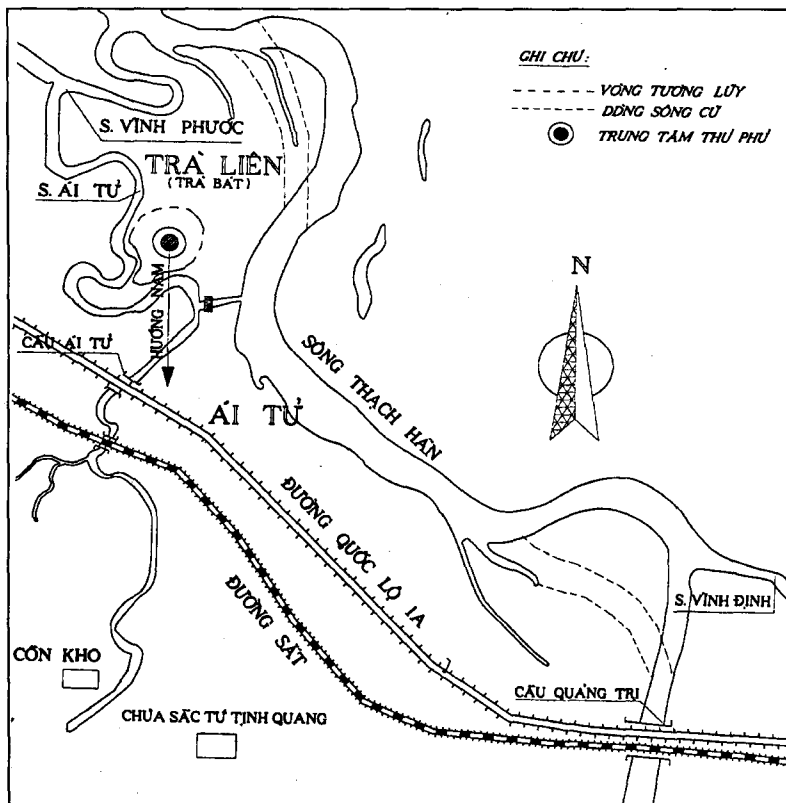 GHI CHÚ:
VÒNG TƯỜNG LŨY
DÒNG SÔNG CŨ
TRUNG TÂM THỦ PHỦ
S. VĨNH PHƯỚC
TRÀ LIÊN
(TRÀ BÁT)
S. ÁI TỬ
HƯỚNG NAM
CẦU ÁI TỬ
ÁI TỬ
N
SÔNG THẠCH HÃN
ĐƯỜNG QUỐC LỘ 1A
ĐƯỜNG SẮT
S. VĨNH ĐỊNH
CỒN KHO
CẦU QUẢNG TRỊ
CHÙA SẮC TỨ TỊNH QUANG